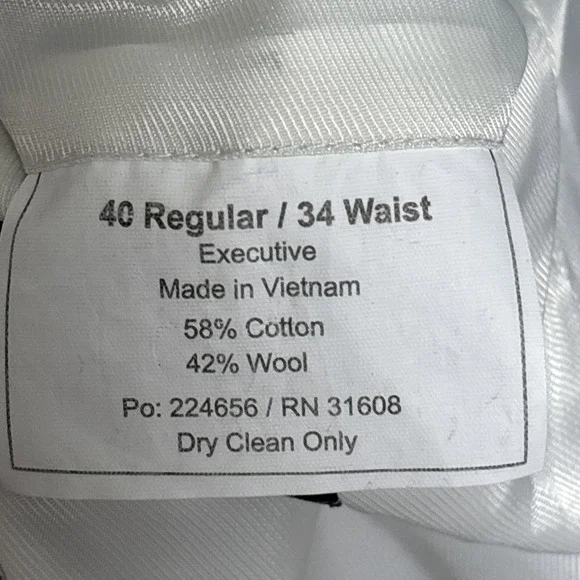 40 Regular / 34 Waist
Executive
Made in Vietnam
58% Cotton
42% Wool
Po: 224656 / RN 31608
Dry Clean Only